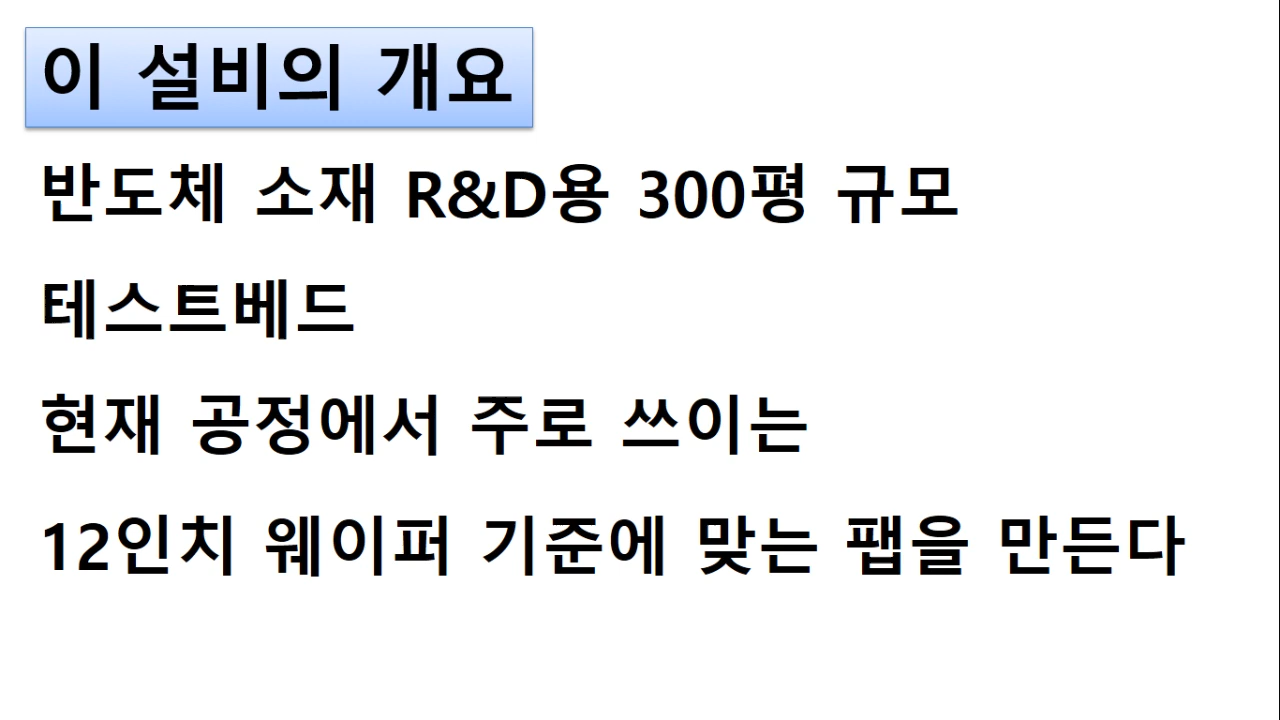 이 설비의 개요
반도체 소재 R&D용 300평 규모
테스트베드
현재 공정에서 주로 쓰이는
12인치 웨이퍼 기준에 맞는 팹을 만든다